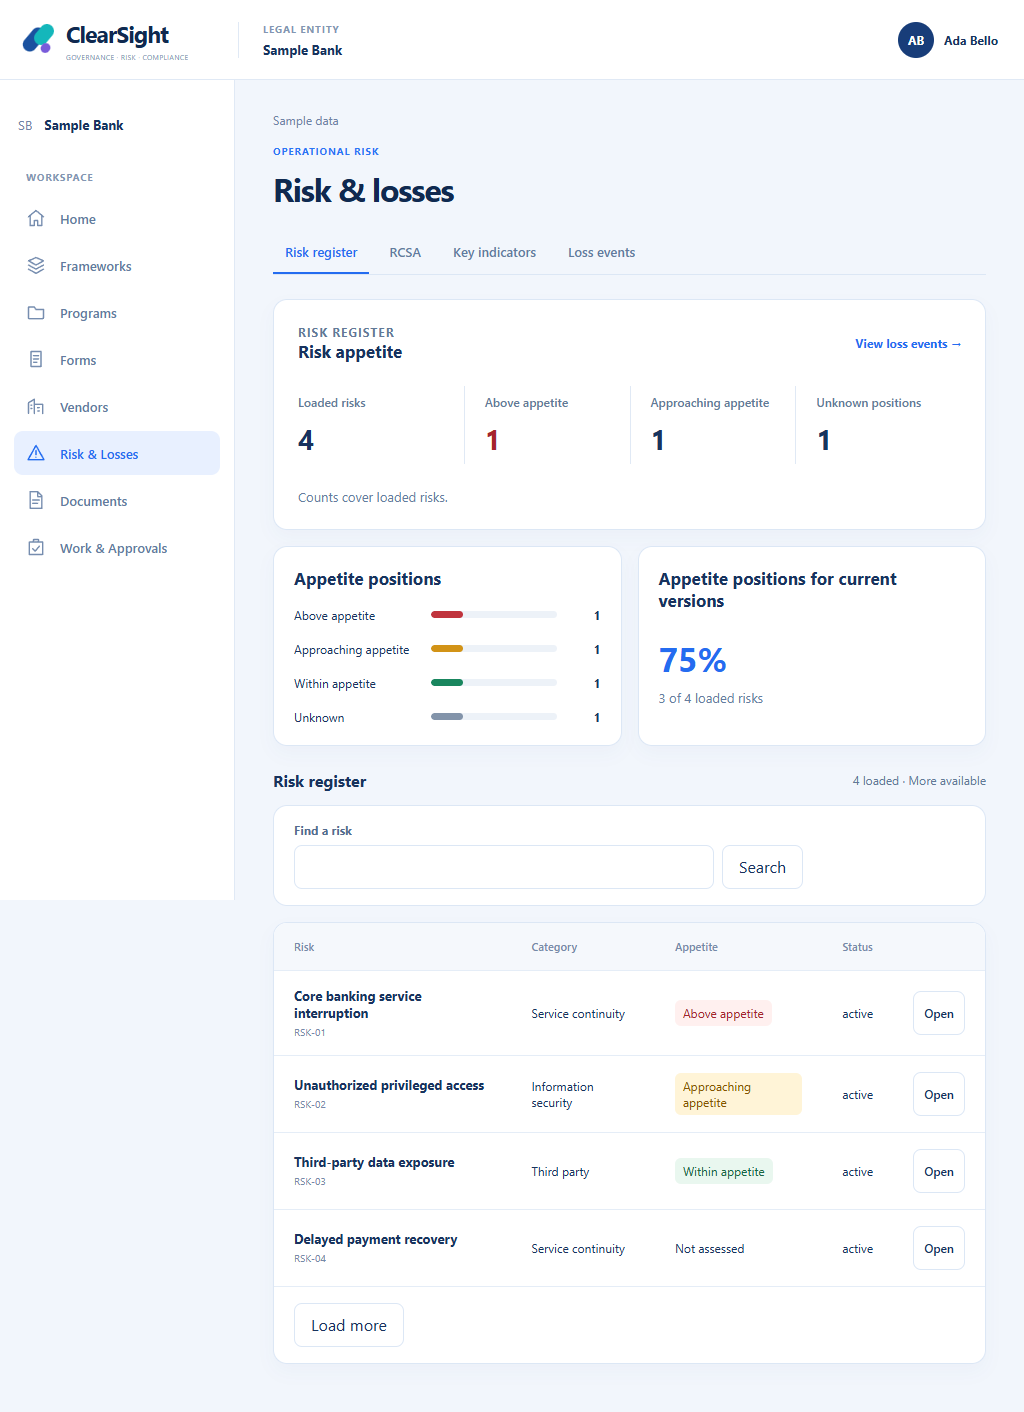 ClearSight
GOVERNANCE · RISK · COMPLIANCE
LEGAL ENTITY
Sample Bank
AB
Ada Bello
SB
Sample Bank
WORKSPACE
Home
Frameworks
Programs
Forms
Vendors
Risk & Losses
Documents
Work & Approvals
Sample data
OPERATIONAL RISK
Risk & losses
Risk register
RCSA
Key indicators
Loss events
RISK REGISTER
Risk appetite
View loss events →
Loaded risks
4
Above appetite
1
Approaching appetite
1
Unknown positions
1
Counts cover loaded risks.
Appetite positions
Above appetite 1
Approaching appetite 1
Within appetite 1
Unknown 1
Appetite positions for current
versions
75%
3 of 4 loaded risks
Risk register
4 loaded · More available
Find a risk
Search
Risk Category Appetite Status
Core banking service
interruption
RSK-01
Service continuity
Above appetite
active
Open
Unauthorized privileged access
RSK-02
Information
security
Approaching
appetite
active
Open
Third-party data exposure
RSK-03
Third party
Within appetite
active
Open
Delayed payment recovery
RSK-04
Service continuity
Not assessed
active
Open
Load more